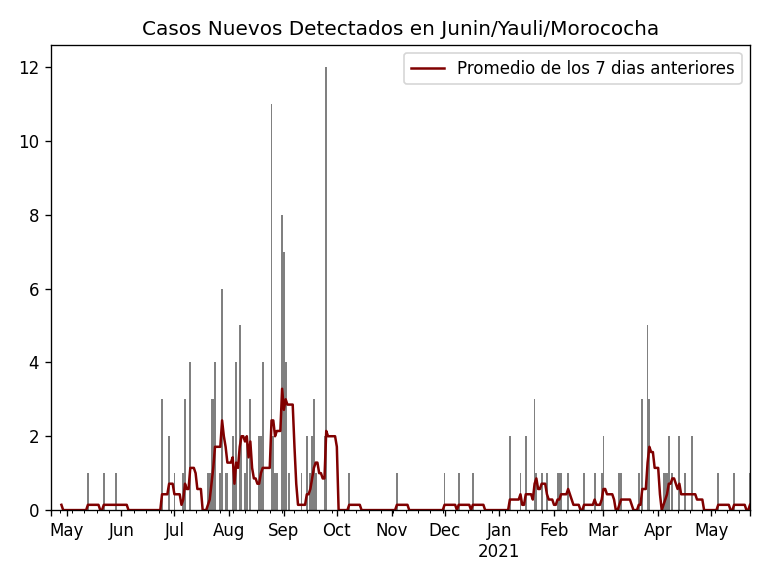 Casos Nuevos Detectados en Junin/Yauli/Morococha
Promedio de los 7 dias anteriores
12
10
8
6
4
2
0
May Jun Jul Aug Sep Oct Nov Dec Jan Feb Mar Apr May
2021